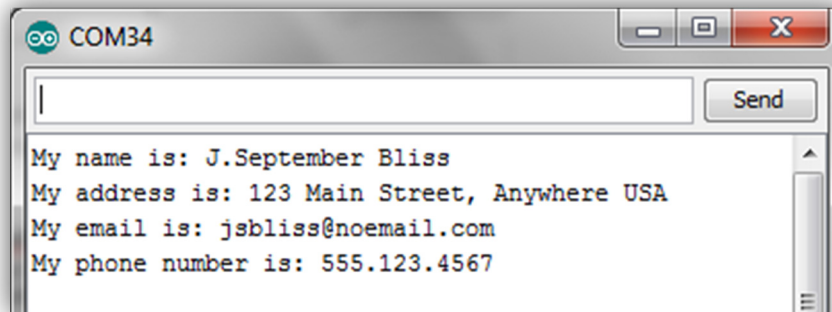 COM34
Send
My name is: J.September Bliss
My address is: 123 Main Street, Anywhere USA
My email is: jsbliss@noemail.com
My phone number is: 555.123.4567